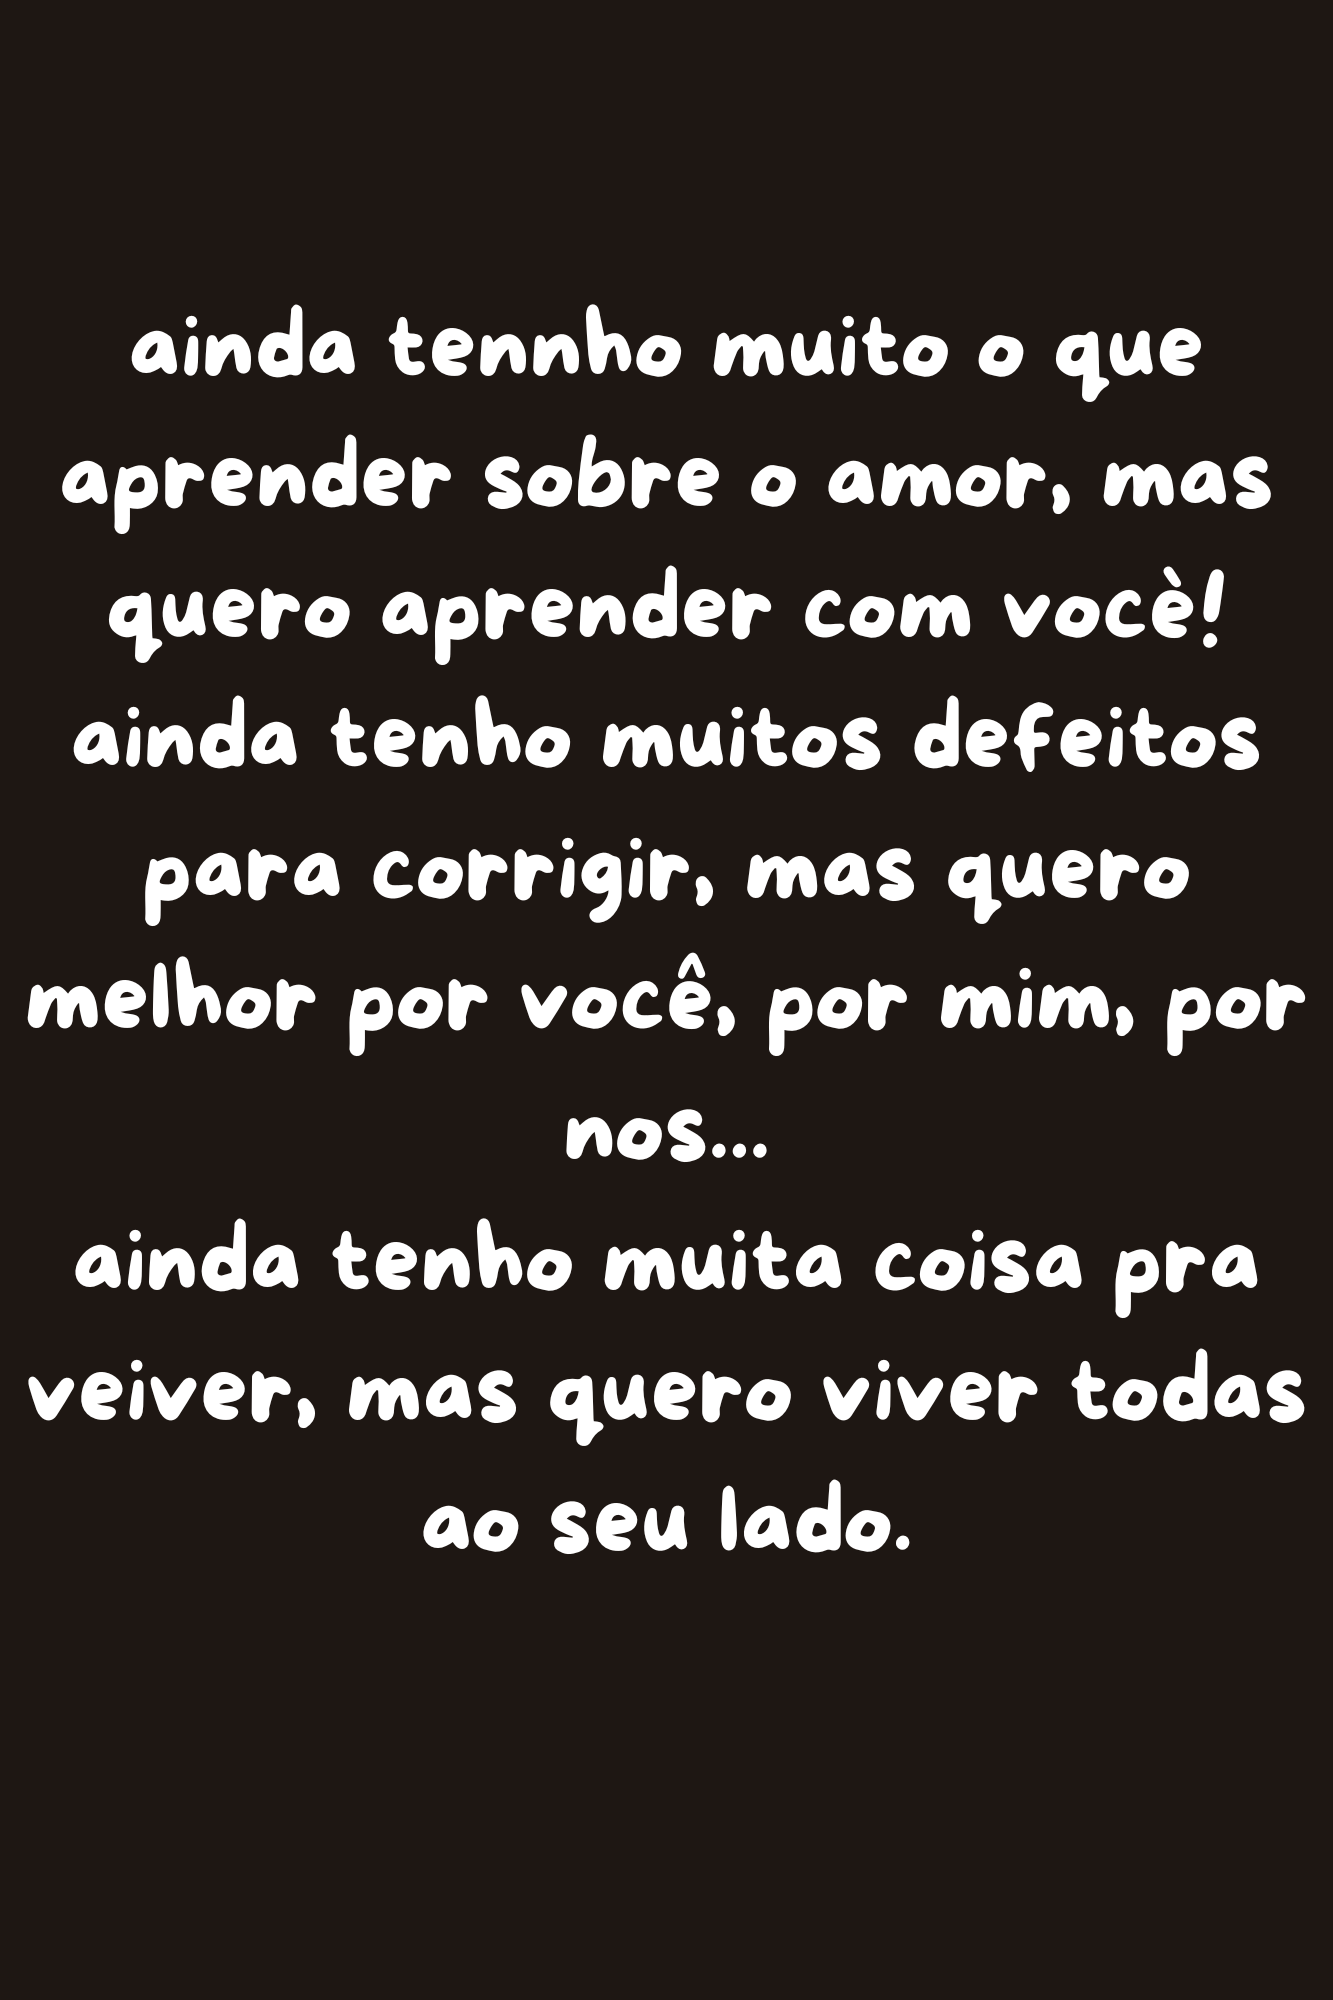 ainda tennho muito o que
aprender sobre o amor, mas
quero aprender com vocè!
ainda tenho muitos defeitos
para corrigir, mas quero
melhor por você, por mim, por
nos...
ainda tenho muita coisa pra
veiver, mas quero viver todas
ao seu lado.